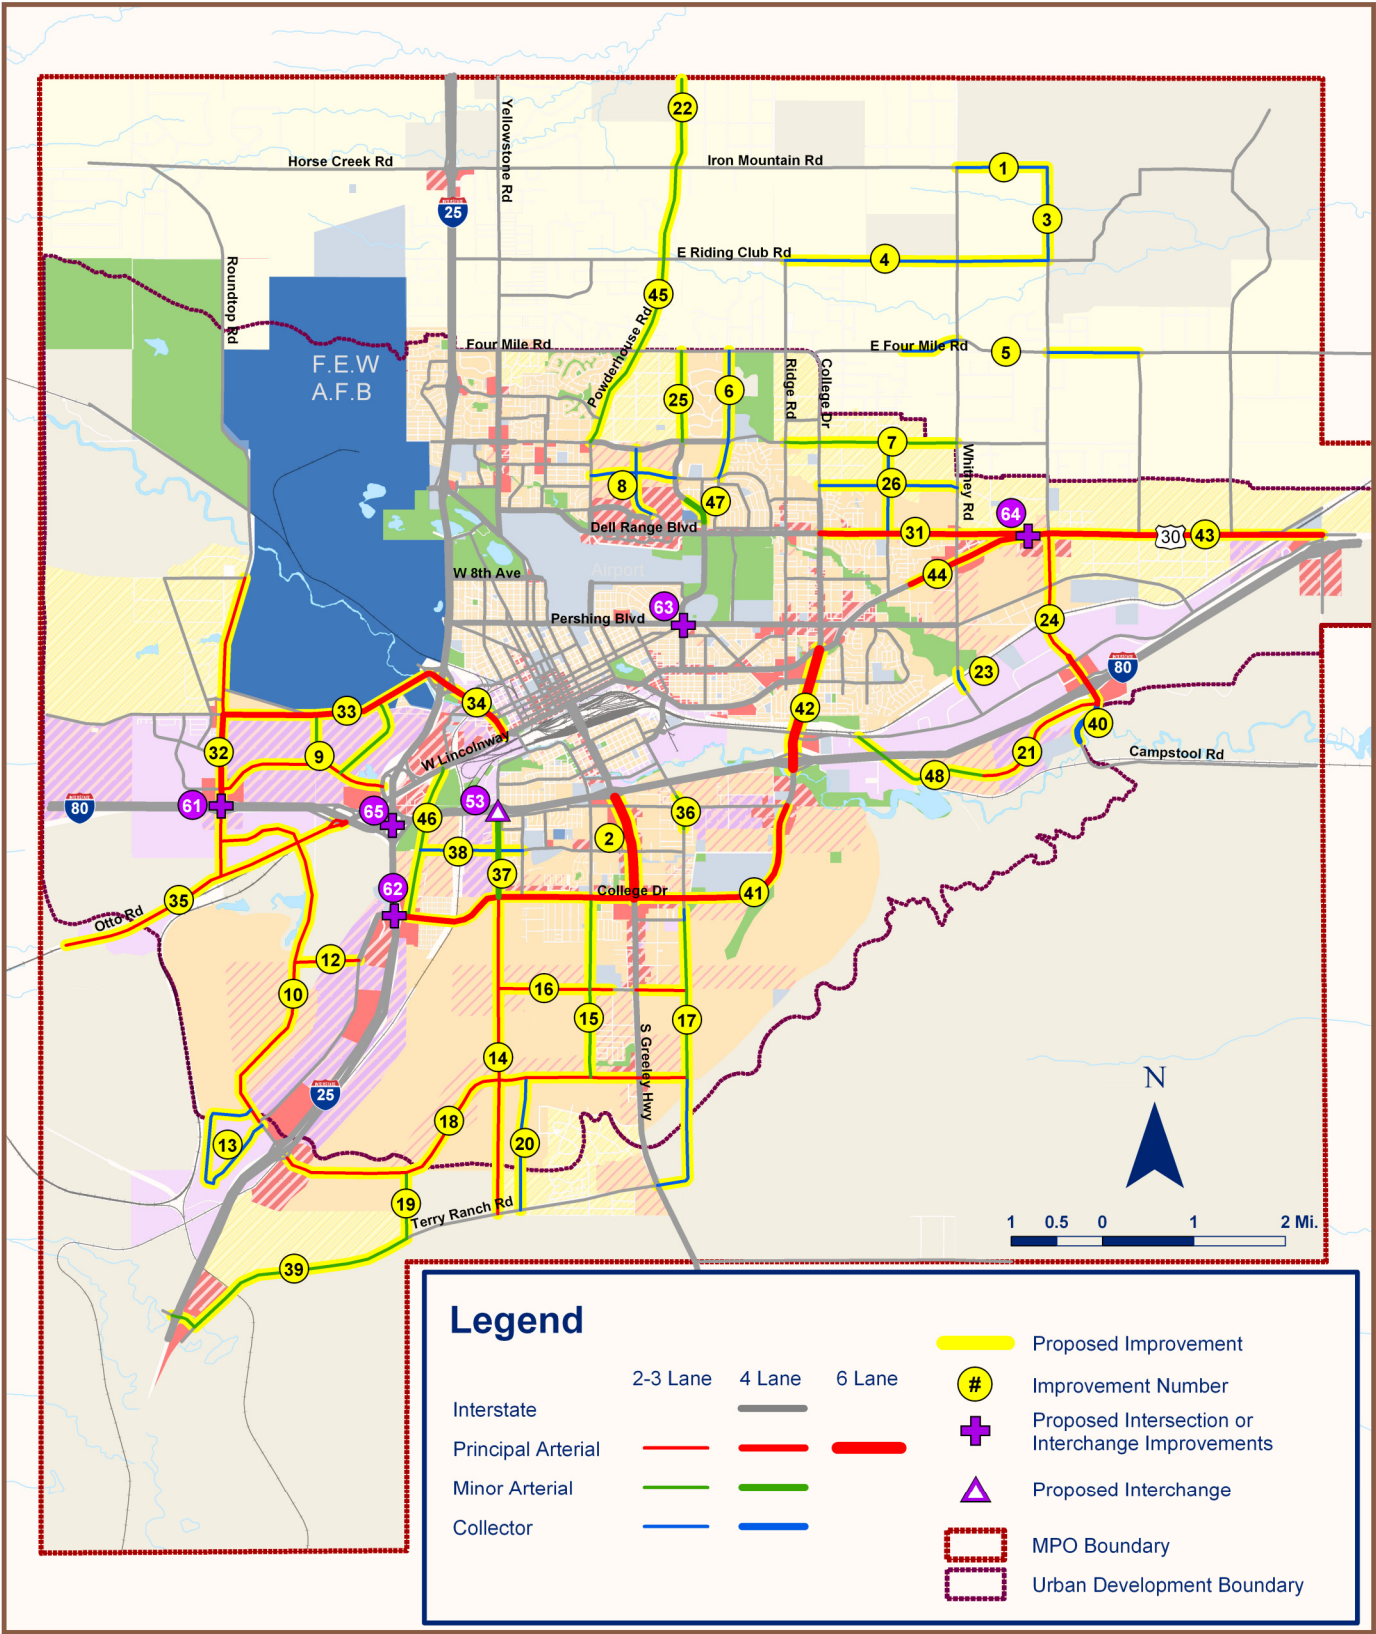 22
Yellowstone Rd
Horse Creek Rd
Iron Mountain Rd
1
25
3
E Riding Club Rd
4
Roundtop Rd
45
Powderhouse Rd
Four Mile Rd
E Four Mile Rd
5
F.E.W
A.F.B
Ridge Rd
College Dr
25
6
7
Whitney Rd
8
26
47
64
Dell Range Blvd
31
30
43
W 8th Ave
Airport
44
63
Pershing Blvd
24
80
23
34
33
42
40
32
9
W Lincolnway
21
Campstool Rd
48
61
80
65
46
53
36
2
38
37
62
College Dr
41
35
Otto Rd
12
10
16
15
17
S Greeley Hwy
14
25
18
13
20
N
19
Terry Ranch Rd
1 0.5 0 1 2 Mi.
39
Legend
2-3 Lane 4 Lane 6 Lane
Interstate
Principal Arterial
Minor Arterial
Collector
Proposed Improvement
# Improvement Number
Proposed Intersection or
Interchange Improvements
Proposed Interchange
MPO Boundary
Urban Development Boundary